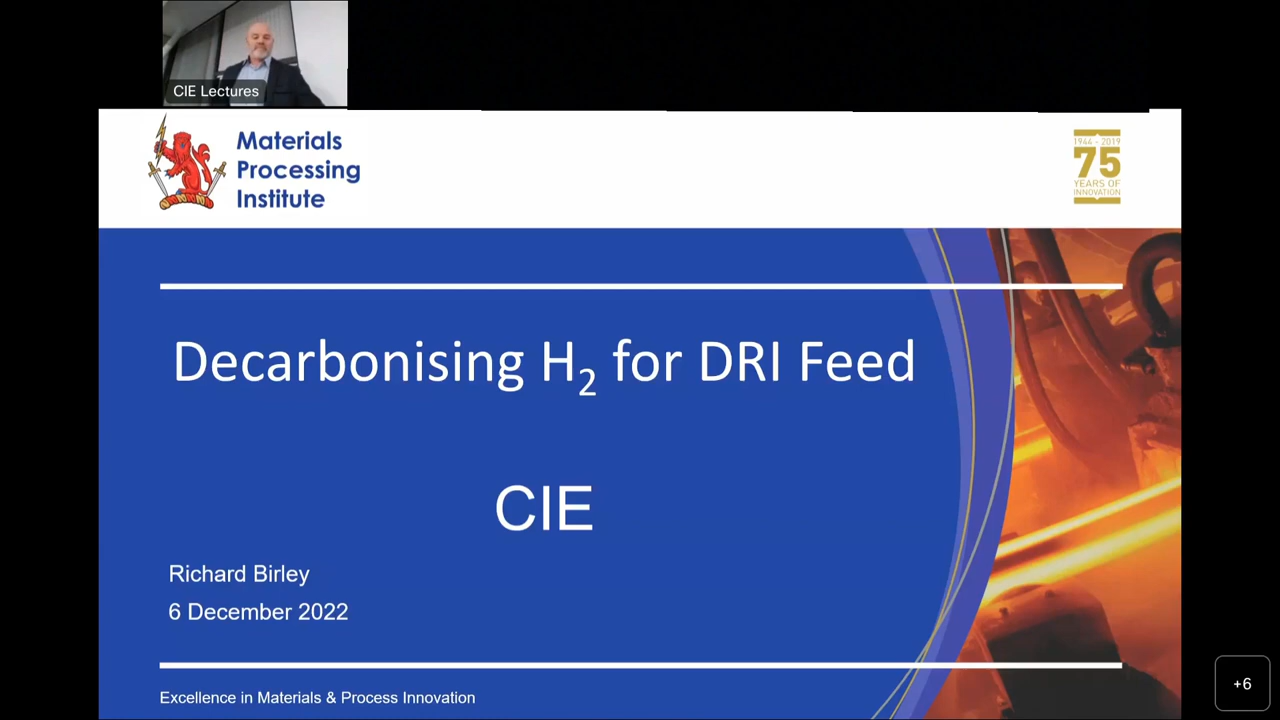 CIE Lectures
Materials
Processing
Institute
1944 - 2019
75
YEARS OF
INNOVATION
Decarbonising H₂ for DRI Feed
CIE
Richard Birley
6 December 2022
Excellence in Materials & Process Innovation
+6